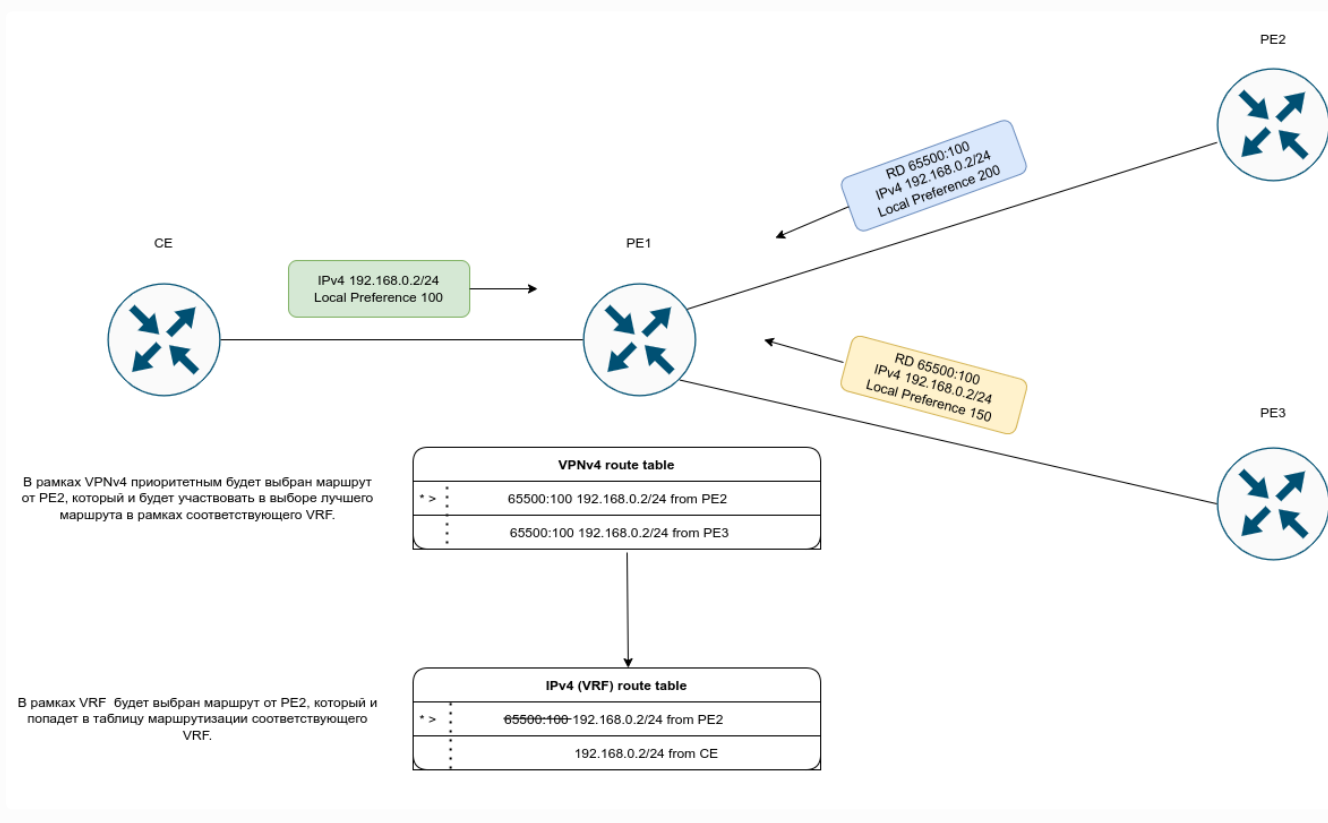 PE2
RD 65500:100
IPv4 192.168.0.2/24
Local Preference 200
CE
PE1
IPv4 192.168.0.2/24
Local Preference 100
RD 65500:100
IPv4 192.168.0.2/24
Local Preference 150
PE3
В рамках VPNv4 приоритетным будет выбран маршрут
от PE2, который и будет участвовать в выборе лучшего
маршрута в рамках соответствующего VRF.
VPNv4 route table
* > 65500:100 192.168.0.2/24 from PE2
65500:100 192.168.0.2/24 from PE3
В рамках VRF будет выбран маршрут от PE2, который и
попадет в таблицу маршрутизации соответствующего
VRF.
IPv4 (VRF) route table
* > 65500:100 192.168.0.2/24 from PE2
192.168.0.2/24 from CE